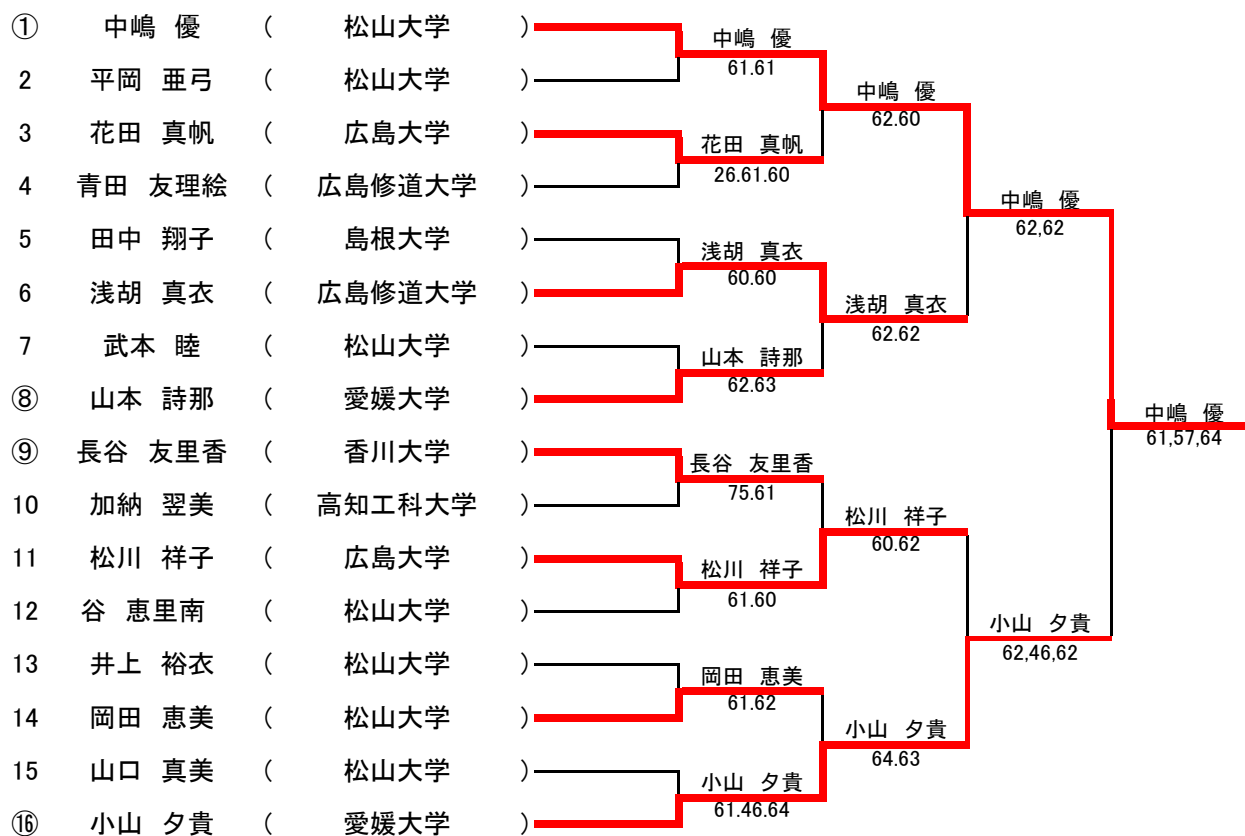 ① 中嶋 優 ( 松山大学 )
2 平岡 亜弓 ( 松山大学 )
3 花田 真帆 ( 広島大学 )
4 青田 友理絵 ( 広島修道大学 )
5 田中 翔子 ( 島根大学 )
6 浅胡 真衣 ( 広島修道大学 )
7 武本 睦 ( 松山大学 )
⑧ 山本 詩那 ( 愛媛大学 )
⑨ 長谷 友里香 ( 香川大学 )
10 加納 翌美 ( 高知工科大学 )
11 松川 祥子 ( 広島大学 )
12 谷 恵里南 ( 松山大学 )
13 井上 裕衣 ( 松山大学 )
14 岡田 恵美 ( 松山大学 )
15 山口 真美 ( 松山大学 )
⑯ 小山 夕貴 ( 愛媛大学 )
中嶋 優
61.61
花田 真帆
26.61.60
浅胡 真衣
60.60
山本 詩那
62.63
長谷 友里香
75.61
松川 祥子
61.60
岡田 恵美
61.62
小山 夕貴
61.46.64
中嶋 優
62.60
浅胡 真衣
62.62
松川 祥子
60.62
小山 夕貴
64.63
中嶋 優
62,62
小山 夕貴
62,46,62
中嶋 優
61,57,64